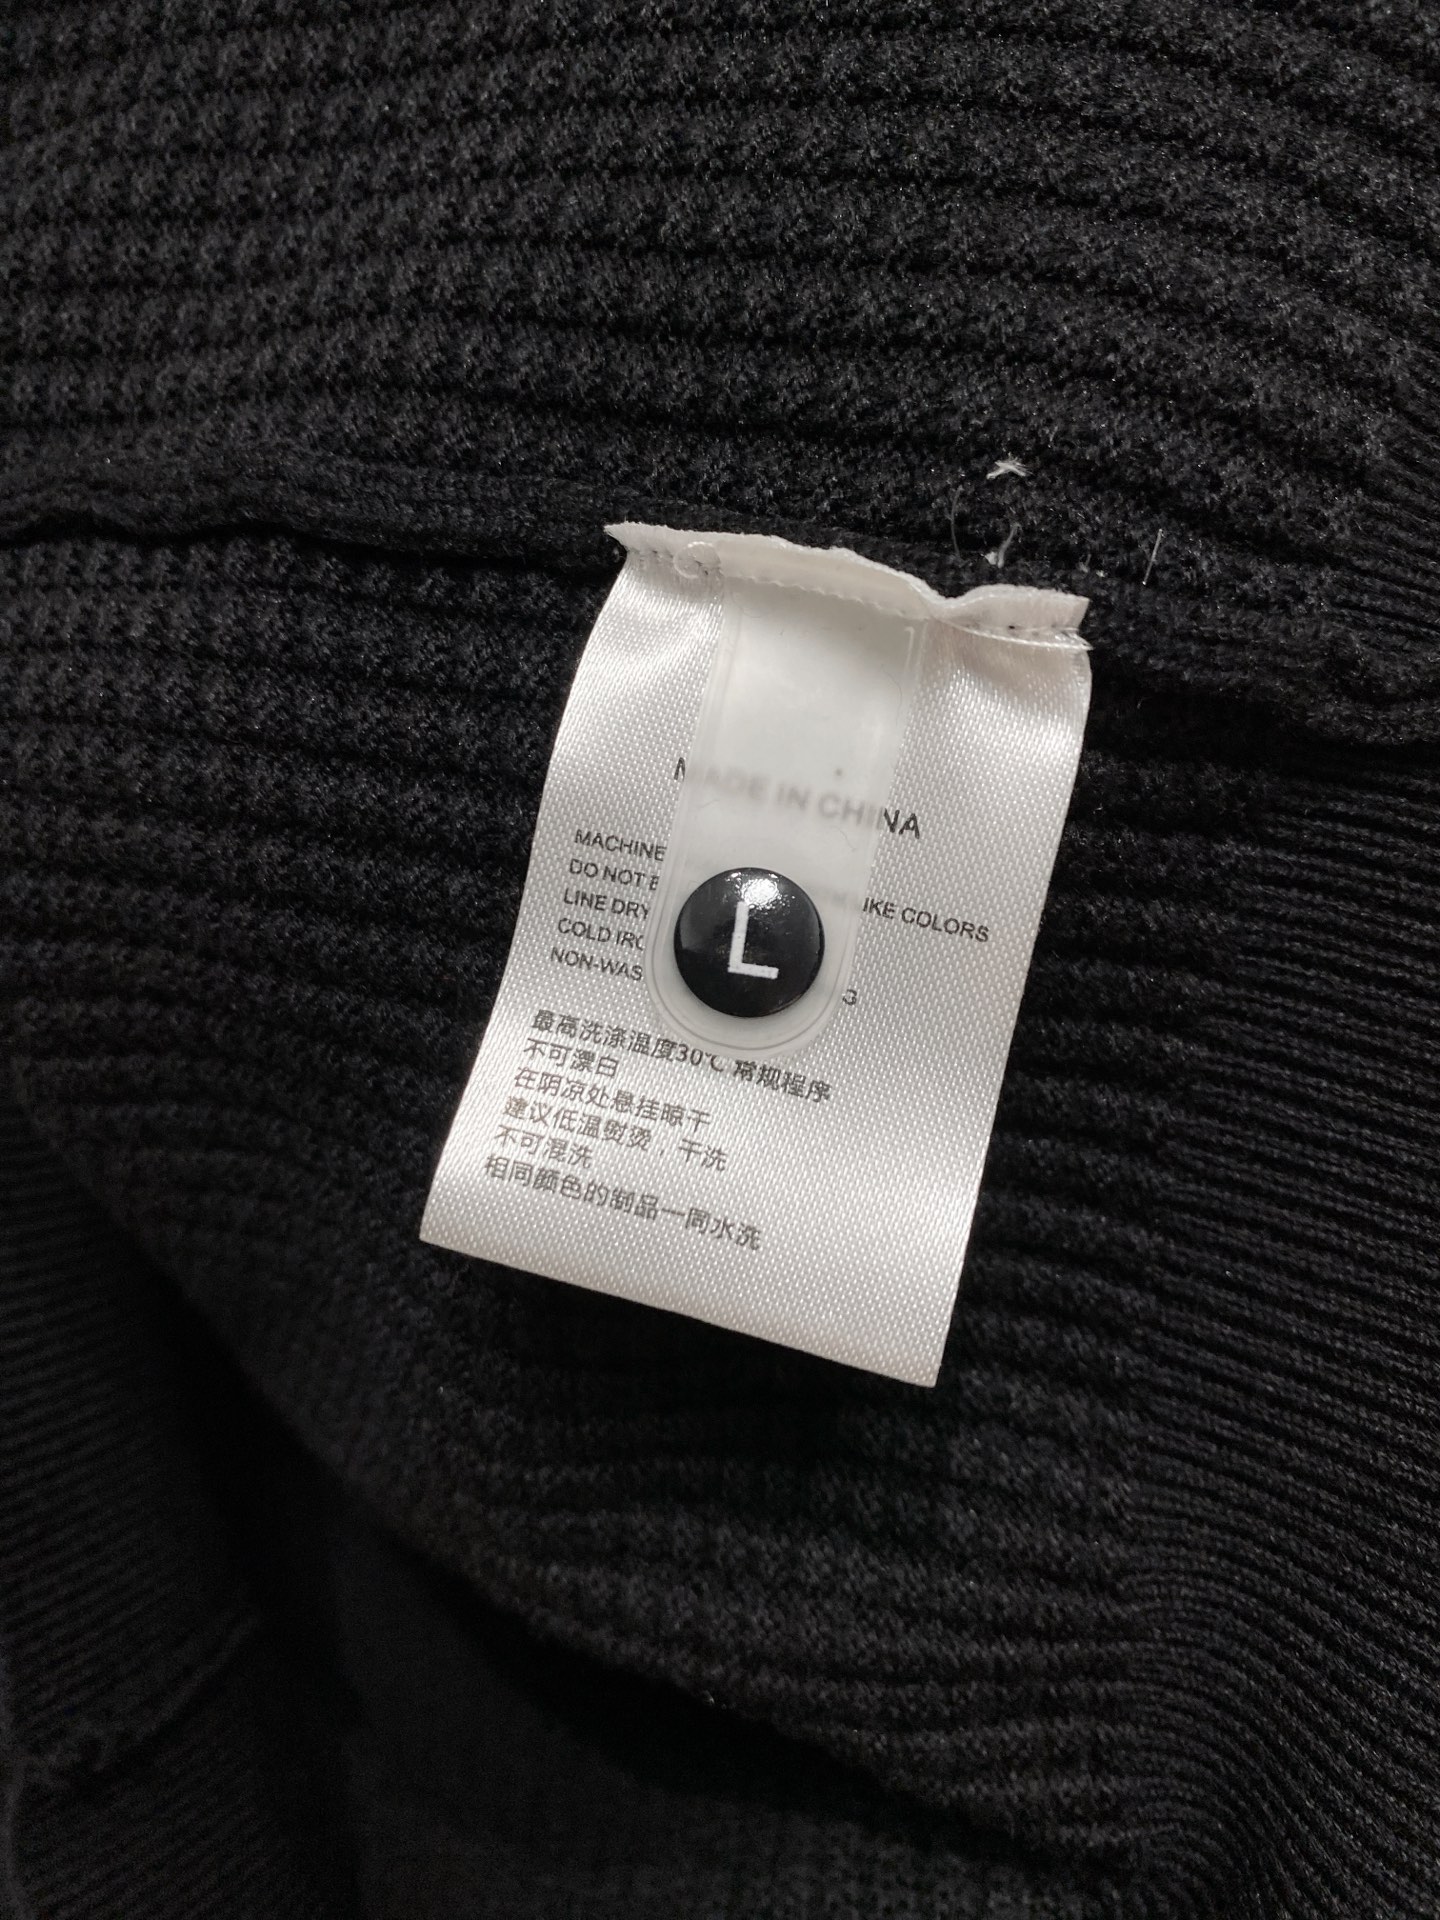 MADE IN CHINA
MACHINE
DO NOT
LINE DRY IKE COLORS
COLD IRO
NON-WAS S
L
最高洗涤温度30℃ 常规程序
不可漂白
在阴凉处悬挂晾干
建议低温熨烫，干洗
不可混洗
相同颜色的制品一同水洗